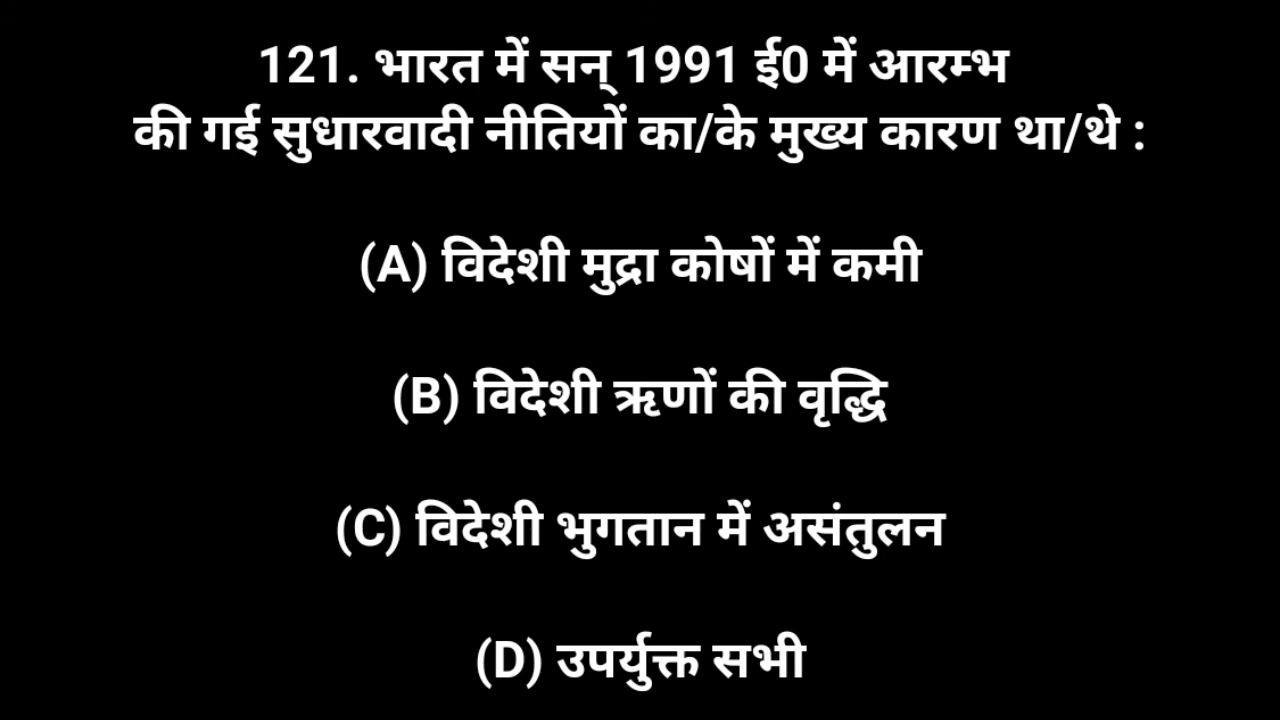 121. भारत में सन् 1991 ई0 में आरम्भ
की गई सुधारवादी नीतियों का/के मुख्य कारण था/थे :
(A) विदेशी मुद्रा कोषों में कमी
(B) विदेशी ऋणों की वृद्धि
(C) विदेशी भुगतान में असंतुलन
(D) उपर्युक्त सभी